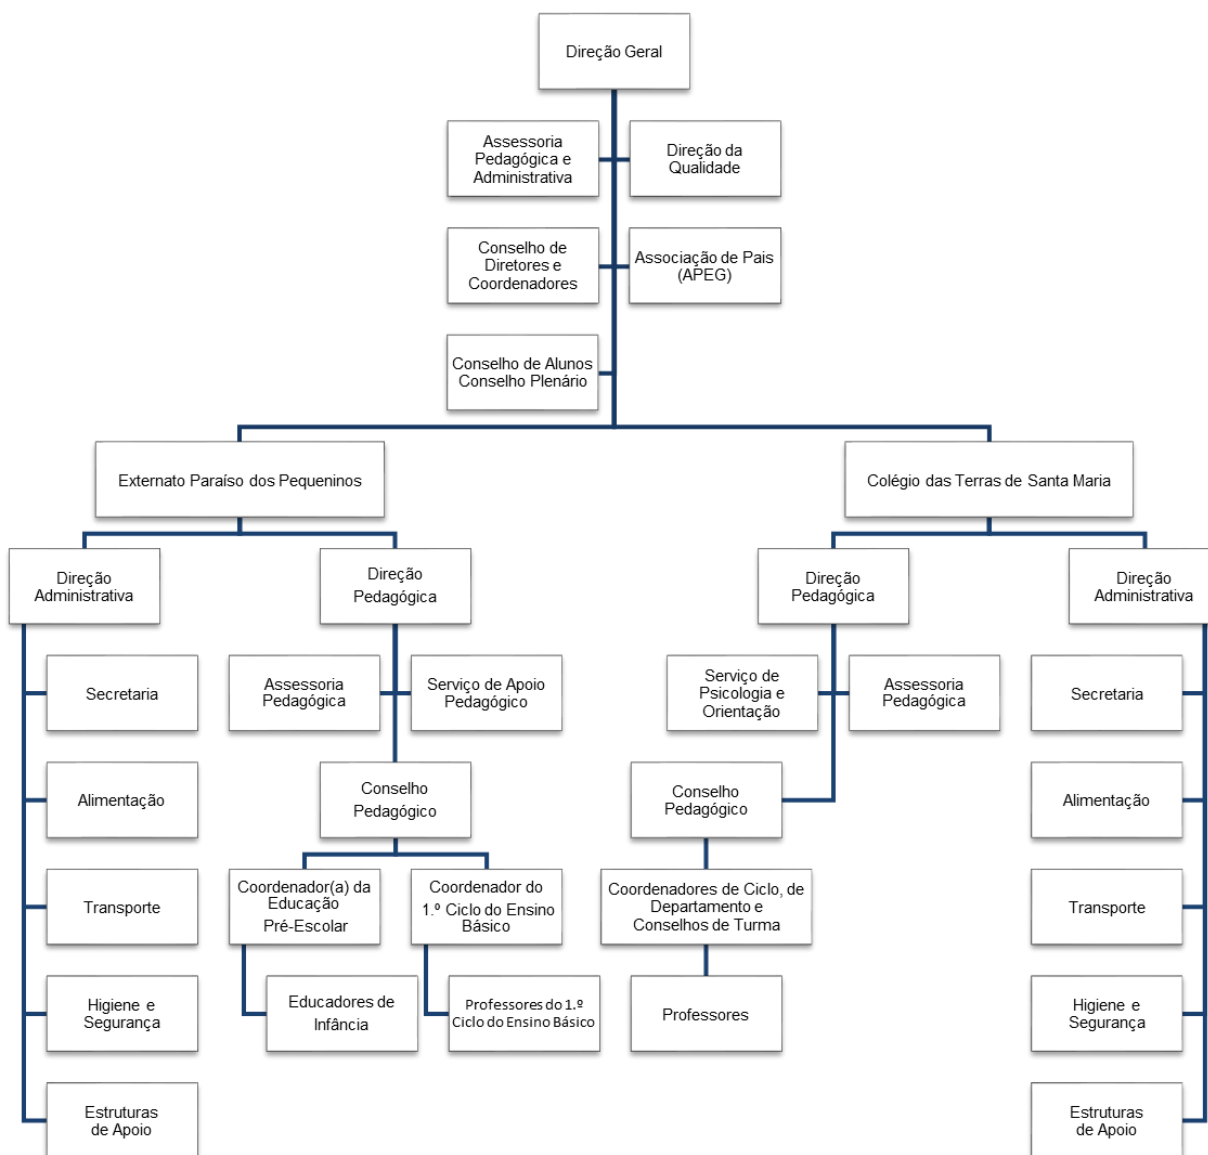 Direção Geral
Assessoria
Pedagógica e
Administrativa
Direção da
Qualidade
Conselho de
Diretores e
Coordenadores
Associação de Pais
(APEG)
Conselho de Alunos
Conselho Plenário
Externato Paraíso dos Pequeninos
Colégio das Terras de Santa Maria
Direção
Administrativa
Direção
Pedagógica
Direção
Pedagógica
Direção
Administrativa
Secretaria
Assessoria
Pedagógica
Serviço de Apoio
Pedagógico
Serviço de
Psicologia e
Orientação
Assessoria
Pedagógica
Secretaria
Alimentação
Conselho
Pedagógico
Conselho
Pedagógico
Alimentação
Transporte
Coordenador(a) da
Educação
Pré-Escolar
Coordenador do
1.º Ciclo do Ensino
Básico
Coordenadores de Ciclo, de
Departamento e
Conselhos de Turma
Transporte
Higiene e
Segurança
Educadores de
Infância
Professores do 1.º
Ciclo do Ensino Básico
Professores
Higiene e
Segurança
Estruturas
de Apoio
Estruturas
de Apoio